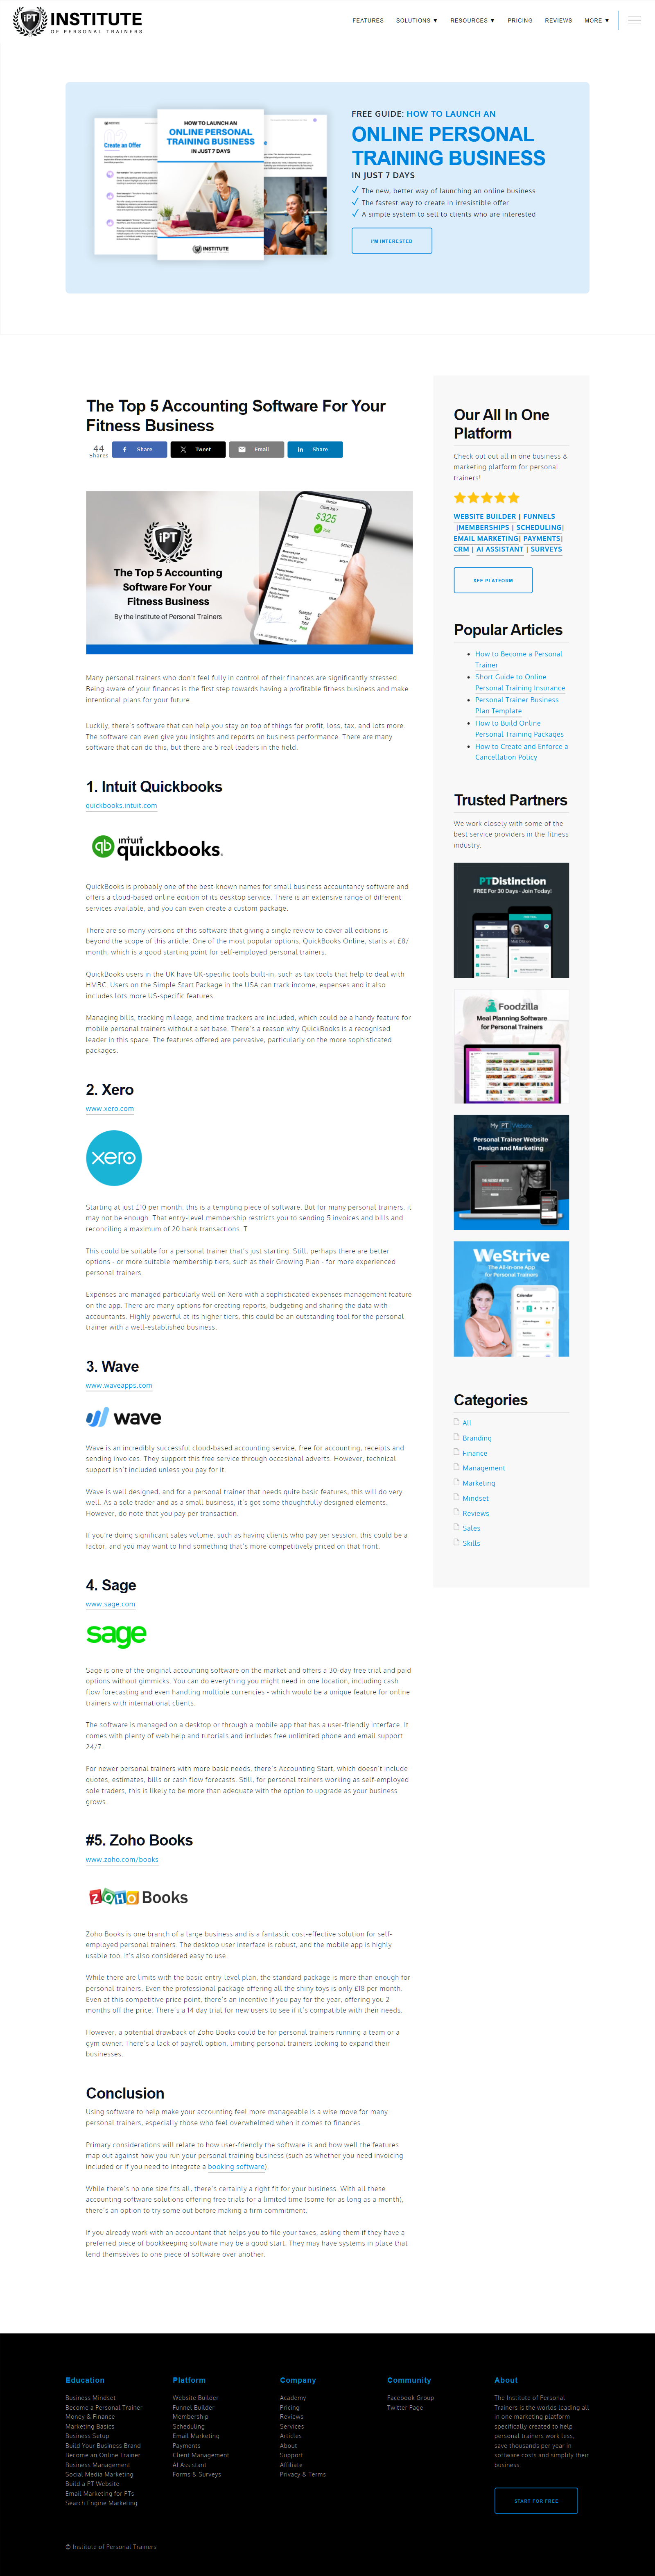 IPT INSTITUTE
OF PERSONAL TRAINERS
FEATURES SOLUTIONS ▼ RESOURCES ▼ PRICING REVIEWS MORE ▼
FREE GUIDE: HOW TO LAUNCH AN
ONLINE PERSONAL
TRAINING BUSINESS
IN JUST 7 DAYS
The new, better way of launching an online business
The fastest way to create in irresistible offer
A simple system to sell to clients who are interested
I'M INTERESTED
Create an Offer
HOW TO LAUNCH AN
ONLINE PERSONAL
TRAINING BUSINESS
IN JUST 7 DAYS
INSTITUTE
The Top 5 Accounting Software For Your
Fitness Business
44
Shares
Share
Tweet
Email
Share
IPT
The Top 5 Accounting
Software For Your
Fitness Business
By the Institute of Personal Trainers
$325
Paid
Many personal trainers who don't feel fully in control of their finances are significantly stressed.
Being aware of your finances is the first step towards having a profitable fitness business and make
intentional plans for your future.
Luckily, there's software that can help you stay on top of things for profit, loss, tax, and lots more.
The software can even give you insights and reports on business performance. There are many
software that can do this, but there are 5 real leaders in the field.
1. Intuit Quickbooks
quickbooks.intuit.com
intuit
quickbooks.
QuickBooks is probably one of the best-known names for small business accountancy software and
offers a cloud-based online edition of its desktop service. There is an extensive range of different
services available, and you can even create a custom package.
There are so many versions of this software that giving a single review to cover all editions is
beyond the scope of this article. One of the most popular options, QuickBooks Online, starts at £8/
month, which is a good starting point for self-employed personal trainers.
QuickBooks users in the UK have UK-specific tools built-in, such as tax tools that help to deal with
HMRC. Users on the Simple Start Package in the USA can track income, expenses and it also
includes lots more US-specific features.
Managing bills, tracking mileage, and time trackers are included, which could be a handy feature for
mobile personal trainers without a set base. There's a reason why QuickBooks is a recognised
leader in this space. The features offered are pervasive, particularly on the more sophisticated
packages.
2. Xero
www.xero.com
xero
Starting at just £10 per month, this is a tempting piece of software. But for many personal trainers, it
may not be enough. That entry-level membership restricts you to sending 5 invoices and bills and
reconciling a maximum of 20 bank transactions. T
This could be suitable for a personal trainer that's just starting. Still, perhaps there are better
options - or more suitable membership tiers, such as their Growing Plan - for more experienced
personal trainers.
Expenses are managed particularly well on Xero with a sophisticated expenses management feature
on the app. There are many options for creating reports, budgeting and sharing the data with
accountants. Highly powerful at its higher tiers, this could be an outstanding tool for the personal
trainer with a well-established business.
3. Wave
www.waveapps.com
wave
Wave is an incredibly successful cloud-based accounting service, free for accounting, receipts and
sending invoices. They support this free service through occasional adverts. However, technical
support isn't included unless you pay for it.
Wave is well designed, and for a personal trainer that needs quite basic features, this will do very
well. As a sole trader and as a small business, it's got some thoughtfully designed elements.
However, do note that you pay per transaction.
If you're doing significant sales volume, such as having clients who pay per session, this could be a
factor, and you may want to find something that's more competitively priced on that front.
4. Sage
www.sage.com
sage
Sage is one of the original accounting software on the market and offers a 30-day free trial and paid
options without gimmicks. You can do everything you might need in one location, including cash
flow forecasting and even handling multiple currencies - which would be a unique feature for online
trainers with international clients.
The software is managed on a desktop or through a mobile app that has a user-friendly interface. It
comes with plenty of web help and tutorials and includes free unlimited phone and email support
24/7.
For newer personal trainers with more basic needs, there's Accounting Start, which doesn't include
quotes, estimates, bills or cash flow forecasts. Still, for personal trainers working as self-employed
sole traders, this is likely to be more than adequate with the option to upgrade as your business
grows.
#5. Zoho Books
www.zoho.com/books
ZOHO Books
Zoho Books is one branch of a large business and is a fantastic cost-effective solution for self-
employed personal trainers. The desktop user interface is robust, and the mobile app is highly
usable too. It's also considered easy to use.
While there are limits with the basic entry-level plan, the standard package is more than enough for
personal trainers. Even the professional package offering all the shiny toys is only £18 per month.
Even at this competitive price point, there's an incentive if you pay for the year, offering you 2
months off the price. There's a 14 day trial for new users to see if it's compatible with their needs.
However, a potential drawback of Zoho Books could be for personal trainers running a team or a
gym owner. There's a lack of payroll option, limiting personal trainers looking to expand their
businesses.
Conclusion
Using software to help make your accounting feel more manageable is a wise move for many
personal trainers, especially those who feel overwhelmed when it comes to finances.
Primary considerations will relate to how user-friendly the software is and how well the features
map out against how you run your personal training business (such as whether you need invoicing
included or if you need to integrate a booking software).
While there's no one size fits all, there's certainly a right fit for your business. With all these
accounting software solutions offering free trials for a limited time (some for as long as a month),
there's an option to try some out before making a firm commitment.
If you already work with an accountant that helps you to file your taxes, asking them if they have a
preferred piece of bookkeeping software may be a good start. They may have systems in place that
lend themselves to one piece of software over another.
Our All In One
Platform
Check out out all in one business &
marketing platform for personal
trainers!
WEBSITE BUILDER | FUNNELS
|MEMBERSHIPS | SCHEDULING|
EMAIL MARKETING| PAYMENTS|
CRM | AI ASSISTANT | SURVEYS
SEE PLATFORM
Popular Articles
How to Become a Personal
Trainer
Short Guide to Online
Personal Training Insurance
Personal Trainer Business
Plan Template
How to Build Online
Personal Training Packages
How to Create and Enforce a
Cancellation Policy
Trusted Partners
We work closely with some of the
best service providers in the fitness
industry.
PTDistinction
FREE For 30 Days - Join Today!
Foodzilla
Meal Planning Software
for Personal Trainers
My PT Website
Personal Trainer Website
Design and Marketing
WeStrive
The All-in-one App
for Personal Trainers
Calendar
Categories
All
Branding
Finance
Management
Marketing
Mindset
Reviews
Sales
Skills
Education
Business Mindset
Become a Personal Trainer
Money & Finance
Marketing Basics
Business Setup
Build Your Business Brand
Become an Online Trainer
Business Management
Social Media Marketing
Build a PT Website
Email Marketing for PTs
Search Engine Marketing
Platform
Website Builder
Funnel Builder
Membership
Scheduling
Email Marketing
Payments
Client Management
AI Assistant
Forms & Surveys
Company
Academy
Pricing
Reviews
Services
Articles
About
Support
Affiliate
Privacy & Terms
Community
Facebook Group
Twitter Page
About
The Institute of Personal
Trainers is the worlds leading all
in one marketing platform
specifically created to help
personal trainers work less,
save thousands per year in
software costs and simplify their
business.
START FOR FREE
© Institute of Personal Trainers